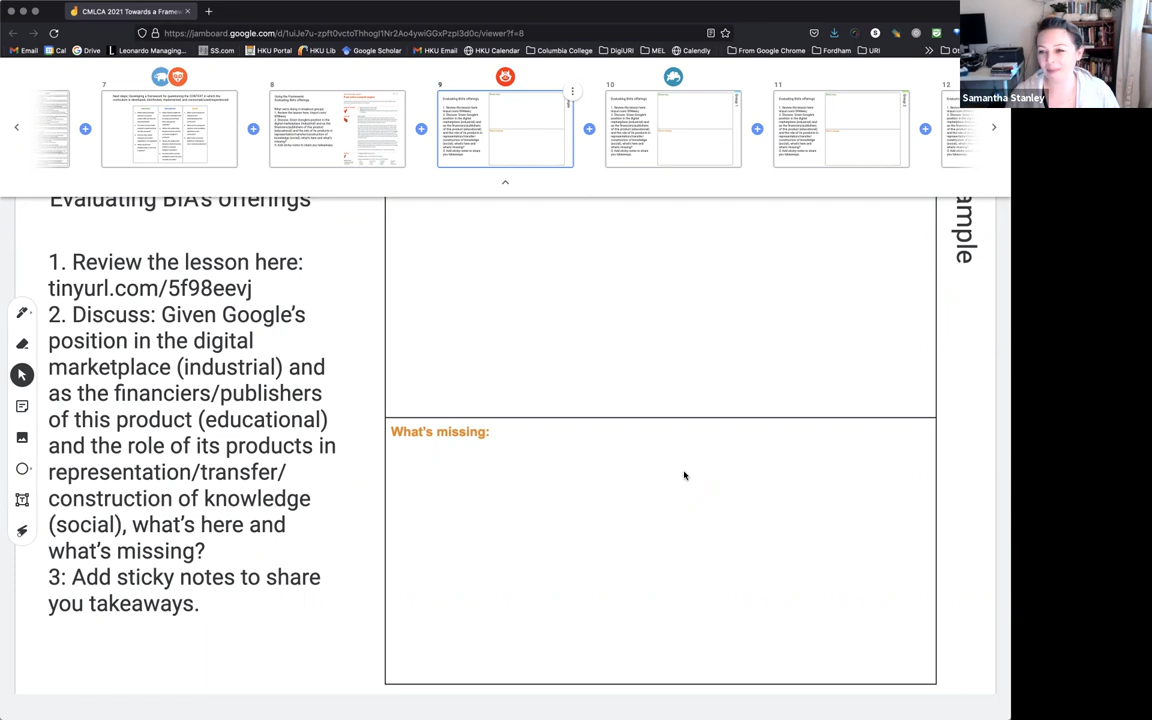 CMLCA 2021 Towards a Framew
https://jamboard.google.com/d/1uiJe7u-zpft0vctoThhogI1Nr2Ao4ywiGGxPzpI3d0c/viewer?f=8
Email
Cal
Drive
Leonardo Managing...
SS.com
HKU Portal
HKU Lib
Google Scholar
HKU Email
HKU Calendar
Columbia College
DigiURI
MEL
Calendly
From Google Chrome
Fordham
URI
Samantha Stanley
7
8
9
10
11
12
Evaluating BIA's offerings
1. Review the lesson here:
tinyurl.com/5f98eevj
2. Discuss: Given Google's
position in the digital
marketplace (industrial) and
as the financiers/publishers
of this product (educational)
and the role of its products in
representation/transfer/
construction of knowledge
(social), what's here and
what's missing?
3: Add sticky notes to share
you takeaways.
What's missing:
ample